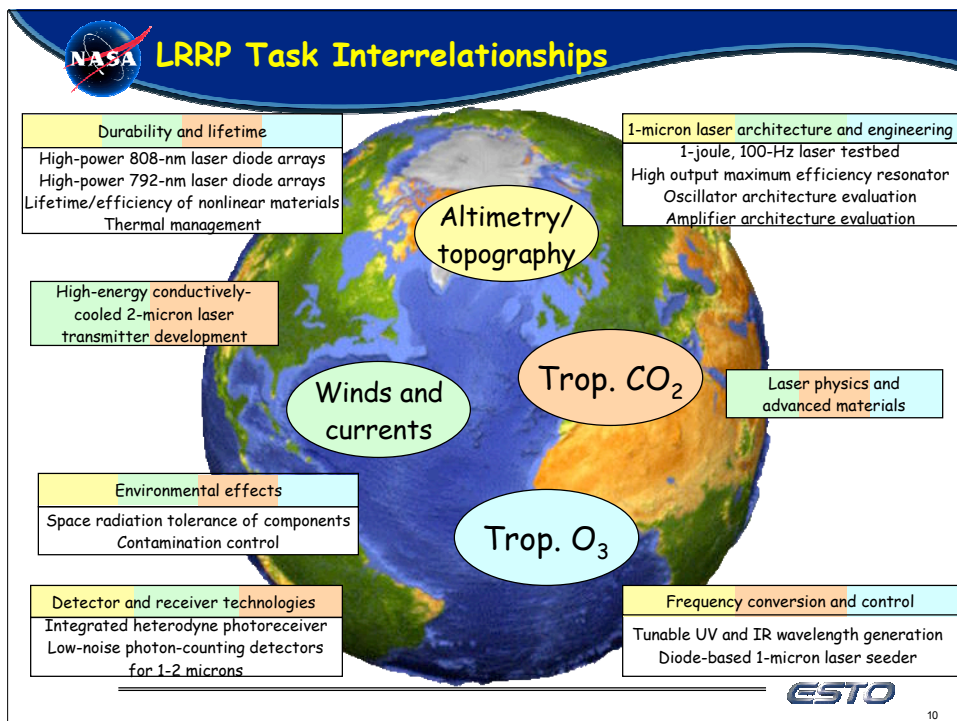 NASA
LRRP Task Interrelationships
Durability and lifetime
High-power 808-nm laser diode arrays
High-power 792-nm laser diode arrays
Lifetime/efficiency of nonlinear materials
Thermal management
1-micron laser architecture and engineering
1-joule, 100-Hz laser testbed
High output maximum efficiency resonator
Oscillator architecture evaluation
Amplifier architecture evaluation
Altimetry/
topography
High-energy conductively-
cooled 2-micron laser
transmitter development
Trop. CO₂
Winds and
currents
Laser physics and
advanced materials
Environmental effects
Space radiation tolerance of components
Contamination control
Trop. O₃
Detector and receiver technologies
Integrated heterodyne photoreceiver
Low-noise photon-counting detectors
for 1-2 microns
Frequency conversion and control
Tunable UV and IR wavelength generation
Diode-based 1-micron laser seeder
ESTO
10